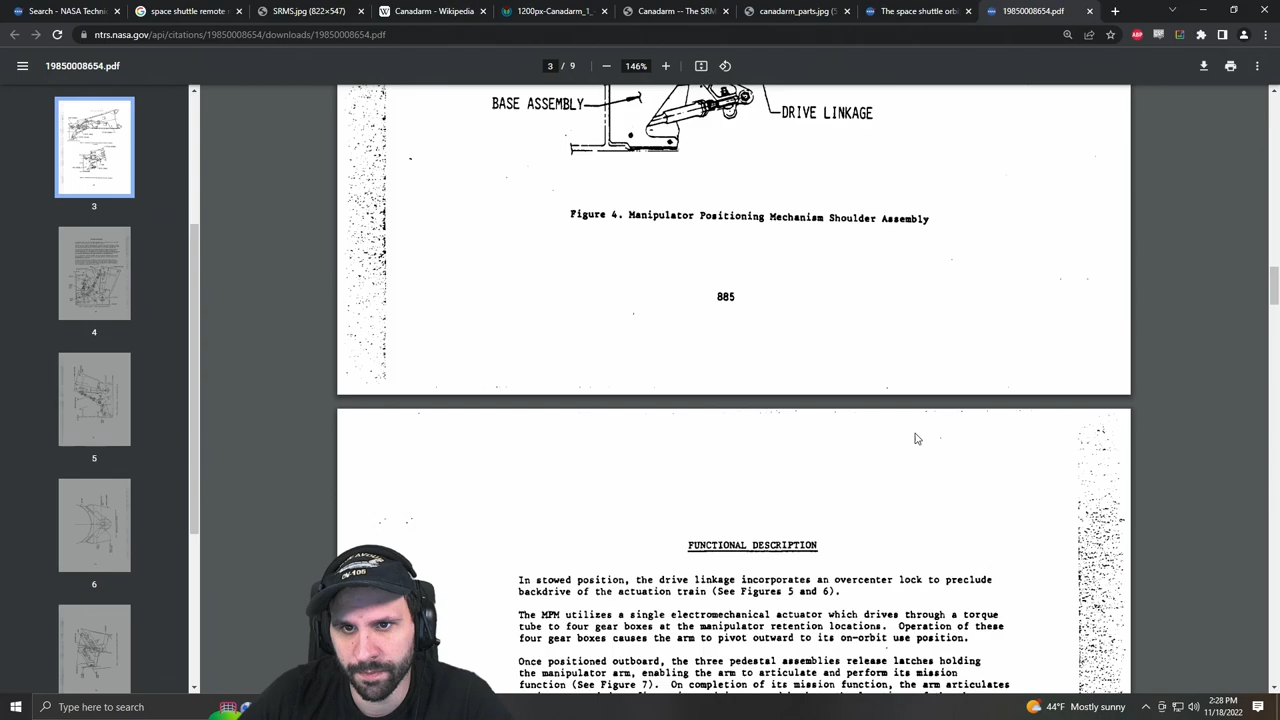 Search - NASA Technic
space shuttle remote
SRMS.jpg (822×547)
Canadarm - Wikipedia
1200px-Canadarm_1_-
Canadarm -- The SRM
canadarm_parts.jpg (5
The space shuttle orbi
19850008654.pdf
ntrs.nasa.gov/api/citations/19850008654/downloads/19850008654.pdf
ABP
19850008654.pdf
3 / 9
146%
BASE ASSEMBLY
DRIVE LINKAGE
Figure 4. Manipulator Positioning Mechanism Shoulder Assembly
885
3
4
5
6
FUNCTIONAL DESCRIPTION
In stowed position, the drive linkage incorporates an overcenter lock to preclude
backdrive of the actuation train (See Figures 5 and 6).
The MPM utilizes a single electromechanical actuator which drives through a torque
tube to four gear boxes at the manipulator retention locations. Operation of these
four gear boxes causes the arm to pivot outward to its on-orbit use position.
Once positioned outboard, the three pedestal assemblies release latches holding
the manipulator arm, enabling the arm to articulate and perform its mission
function (See Figure 7). On completion of its mission function, the arm articulates
Type here to search
44°F Mostly sunny
2:28 PM
11/18/2022